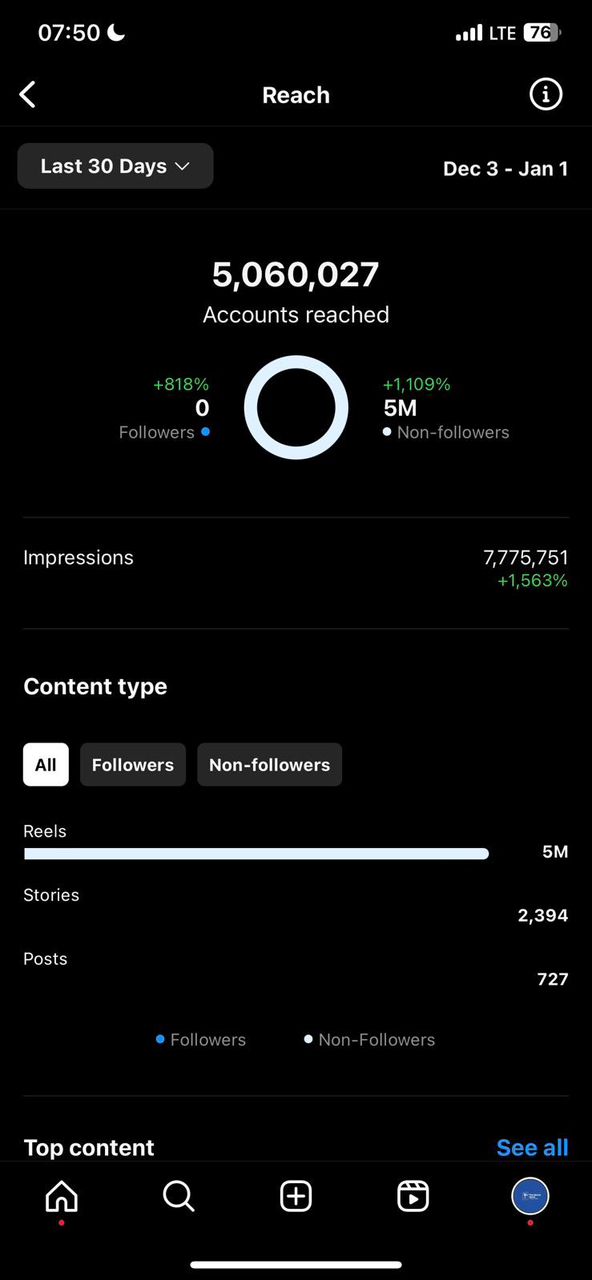 07:50
LTE 76
Reach
Last 30 Days
Dec 3 - Jan 1
5,060,027
Accounts reached
+818%
0
Followers
+1,109%
5M
Non-followers
Impressions
7,775,751
+1,563%
Content type
All
Followers
Non-followers
Reels
5M
Stories
2,394
Posts
727
Followers
Non-Followers
Top content
See all